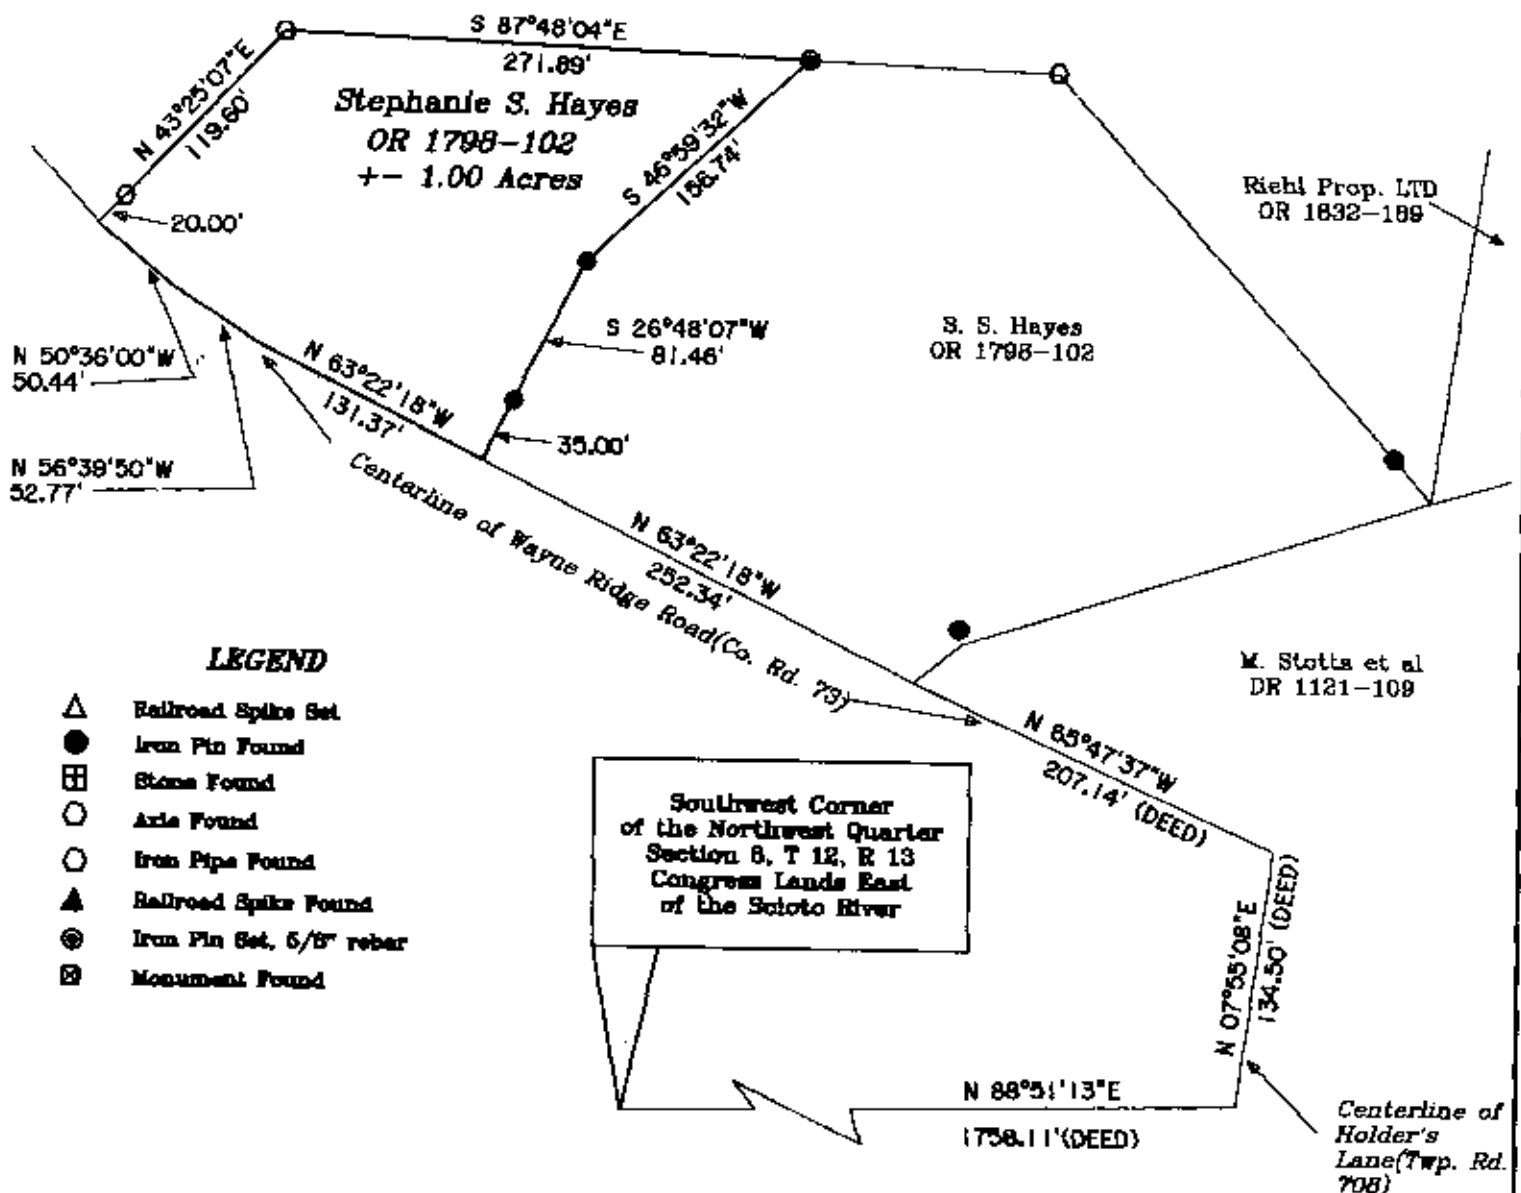 S 87°48'04"E
271.89'
N 43°25'07"E
119.60'
Stephanie S. Hayes
OR 1798-102
+- 1.00 Acres
S 46°59'32"W
156.74'
20.00'
Riehl Prop. LTD
OR 1832-189
S 26°48'07"W
81.46'
S. S. Hayes
OR 1798-102
N 50°36'00"W
50.44'
N 63°22'18"W
131.37'
35.00'
N 56°39'50"W
52.77'
Centerline of Wayne Ridge Road(Co. Rd. 73)
N 63°22'18"W
252.34'
M. Stotts et al
DR 1121-109
N 65°47'37"W
207.14' (DEED)
LEGEND
Railroad Spike Set
Iron Pin Found
Stone Found
Axle Found
Iron Pipe Found
Railroad Spike Found
Iron Pin Set, 5/8" rebar
Monument Found
Southwest Corner
of the Northwest Quarter
Section 6, T 12, R 13
Congress Lands East
of the Scioto River
N 07°55'08"E
134.50' (DEED)
N 88°51'13"E
1758.11'(DEED)
Centerline of
Holder's
Lane(Twp. Rd.
708)